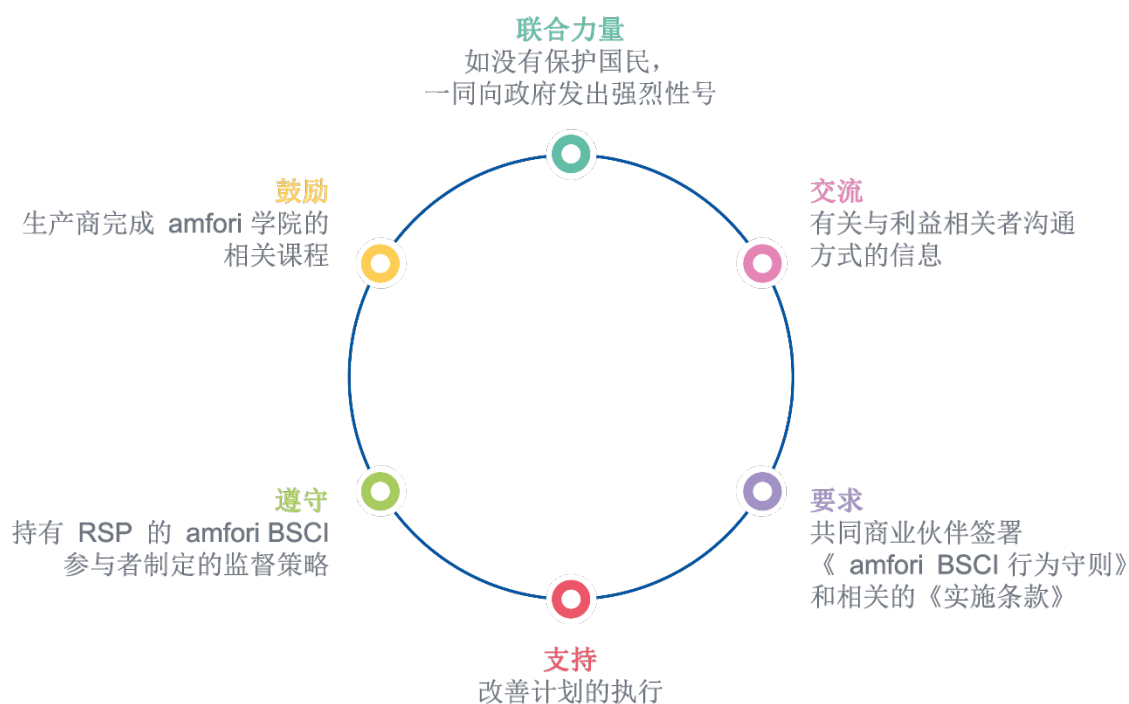 联合力量
如没有保护国民，
一同向政府发出强烈性号
交流
有关与利益相关者沟通
方式的信息
要求
共同商业伙伴签署
《 amfori BSCI 行为守则》
和相关的《实施条款》
支持
改善计划的执行
遵守
持有 RSP 的 amfori BSCI
参与者制定的监督策略
鼓励
生产商完成 amfori 学院的
相关课程